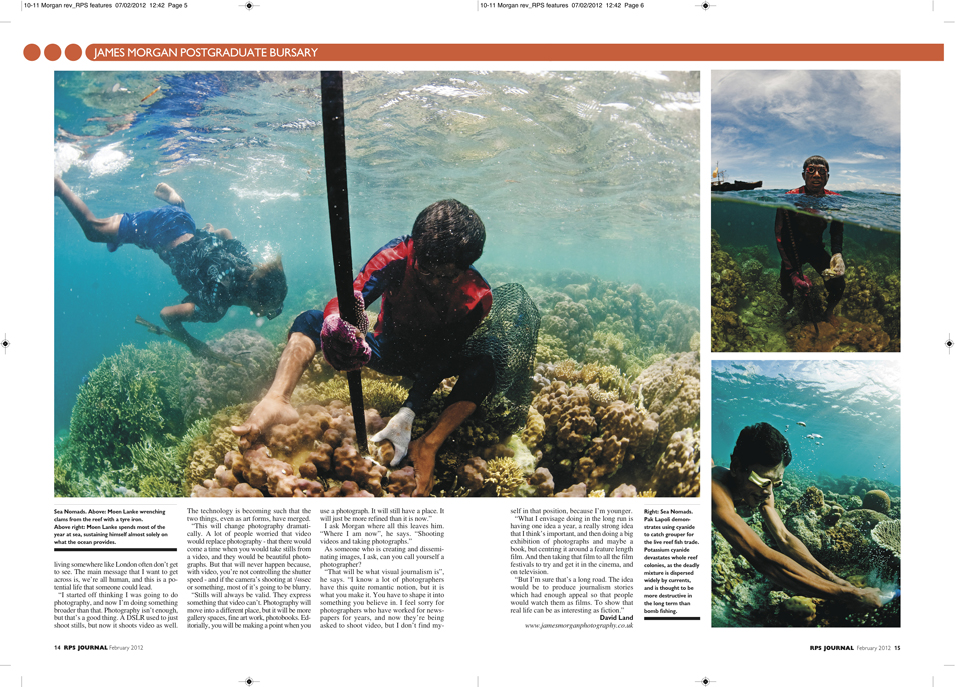 10-11 Morgan rev_RPS features 07/02/2012 12:42 Page 5
10-11 Morgan rev_RPS features 07/02/2012 12:42 Page 6
JAMES MORGAN POSTGRADUATE BURSARY
Sea Nomads. Above: Moen Lanke wrenching
clams from the reef with a tyre iron.
Above right: Moen Lanke spends most of the
year at sea, sustaining himself almost solely on
what the ocean provides.
living somewhere like London often don't get
to see. The main message that I want to get
across is, we're all human, and this is a po-
tential life that someone could lead.
"I started off thinking I was going to do
photography, and now I'm doing something
broader than that. Photography isn't enough,
but that's a good thing. A DSLR used to just
shoot stills, but now it shoots video as well.
The technology is becoming such that the
two things, even as art forms, have merged.
"This will change photography dramati-
cally. A lot of people worried that video
would replace photography - that there would
come a time when you would take stills from
a video, and they would be beautiful photo-
graphs. But that will never happen because,
with video, you're not controlling the shutter
speed - and if the camera's shooting at
or something, most of it's going to be blurry.
"Stills will always be valid. They express
something that video can't. Photography will
move into a different place, but it will be more
gallery spaces, fine art work, photobooks. Ed-
itorially, you will be making a point when you
use a photograph. It will still have a place. It
will just be more refined than it is now."
I ask Morgan where all this leaves him.
"Where I am now", he says. "Shooting
videos and taking photographs."
As someone who is creating and dissemi-
nating images, I ask, can you call yourself a
photographer?
"That will be what visual journalism is",
he says. "I know a lot of photographers
have this quite romantic notion, but it is
what you make it. You have to shape it into
something you believe in. I feel sorry for
photographers who have worked for news-
papers for years, and now they're being
asked to shoot video, but I don't find my-
self in that position, because I'm younger.
"What I envisage doing in the long run is
having one idea a year, a really strong idea
that I think's important, and then doing a big
exhibition of photographs and maybe a
book, but centring it around a feature length
film. And then taking that film to all the film
festivals to try and get it in the cinema, and
on television.
"But I'm sure that's a long road. The idea
would be to produce journalism stories
which had enough appeal so that people
would watch them as films. To show that
real life can be as interesting as fiction."
David Land
www.jamesmorganphotography.co.uk
Right: Sea Nomads.
Pak Lapoli demon-
strates using cyanide
to catch grouper for
the live reef fish trade.
Potassium cyanide
devastates whole reef
colonies, as the deadly
mixture is dispersed
widely by currents,
and is thought to be
more destructive in
the long term than
bomb fishing.
14 RPS JOURNAL February 2012
RPS JOURNAL February 2012 15